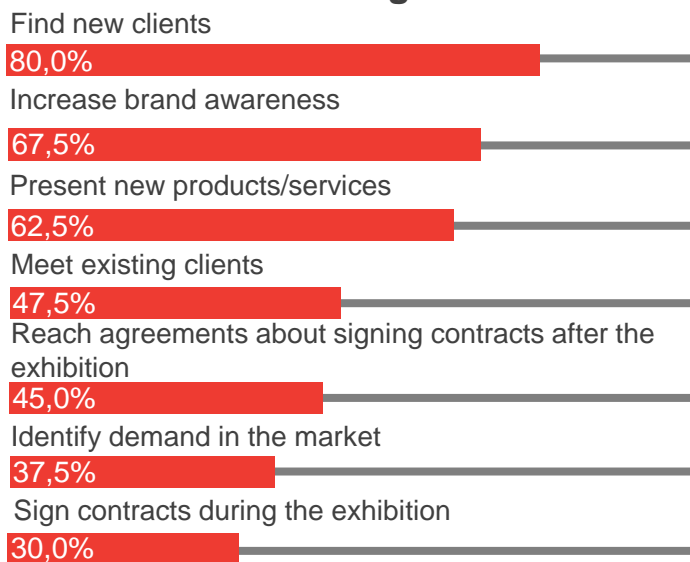 Find new clients
80,0%
Increase brand awareness
67,5%
Present new products/services
62,5%
Meet existing clients
47,5%
Reach agreements about signing contracts after the
exhibition
45,0%
Identify demand in the market
37,5%
Sign contracts during the exhibition
30,0%